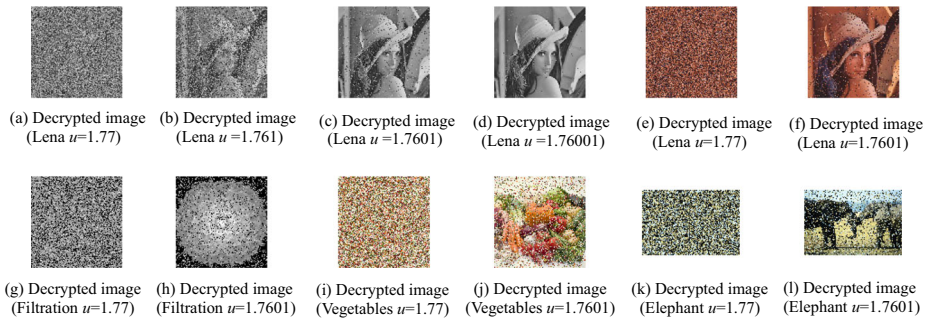 (a) Decrypted image
(Lena u=1.77)
(b) Decrypted image
(Lena u =1.761)
(c) Decrypted image
(Lena u =1.7601)
(d) Decrypted image
(Lena u =1.76001)
(e) Decrypted image
(Lena u=1.77)
(f) Decrypted image
(Lena u=1.7601)
(g) Decrypted image
(Filtration u=1.77)
(h) Decrypted image
(Filtration u=1.7601)
(i) Decrypted image
(Vegetables u=1.77)
(j) Decrypted image
(Vegetables u=1.7601)
(k) Decrypted image
(Elephant u=1.77)
(l) Decrypted image
(Elephant u=1.7601)